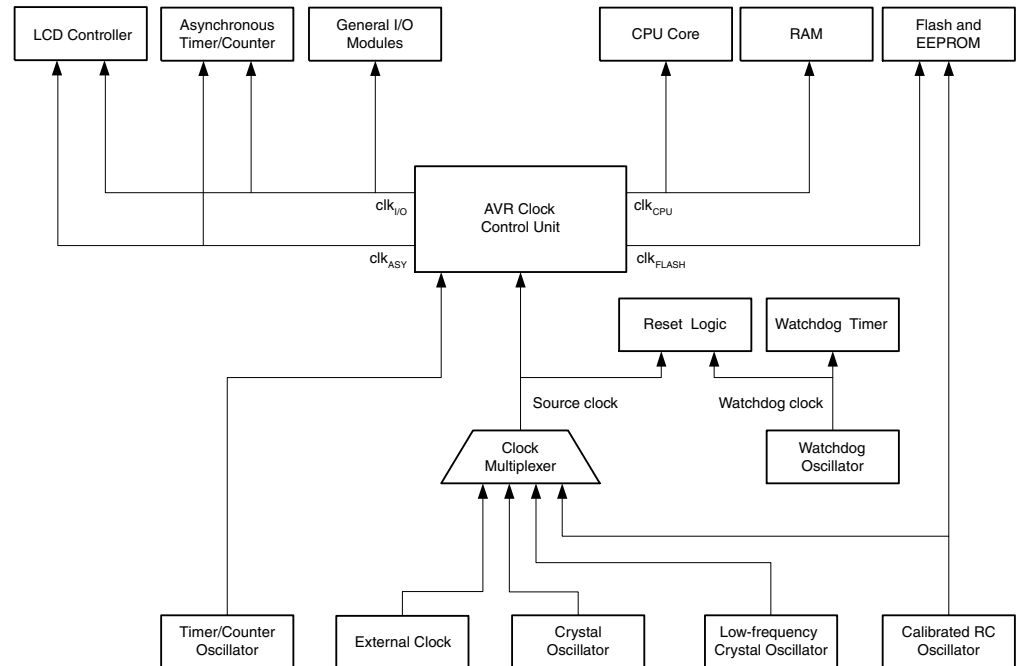 LCD Controller
Asynchronous
Timer/Counter
General I/O
Modules
CPU Core
RAM
Flash and
EEPROM
clkI/O
AVR Clock
Control Unit
clkCPU
clkASY
clkFLASH
Reset Logic
Watchdog Timer
Source clock
Watchdog clock
Clock
Multiplexer
Watchdog
Oscillator
Timer/Counter
Oscillator
External Clock
Crystal
Oscillator
Low-frequency
Crystal Oscillator
Calibrated RC
Oscillator